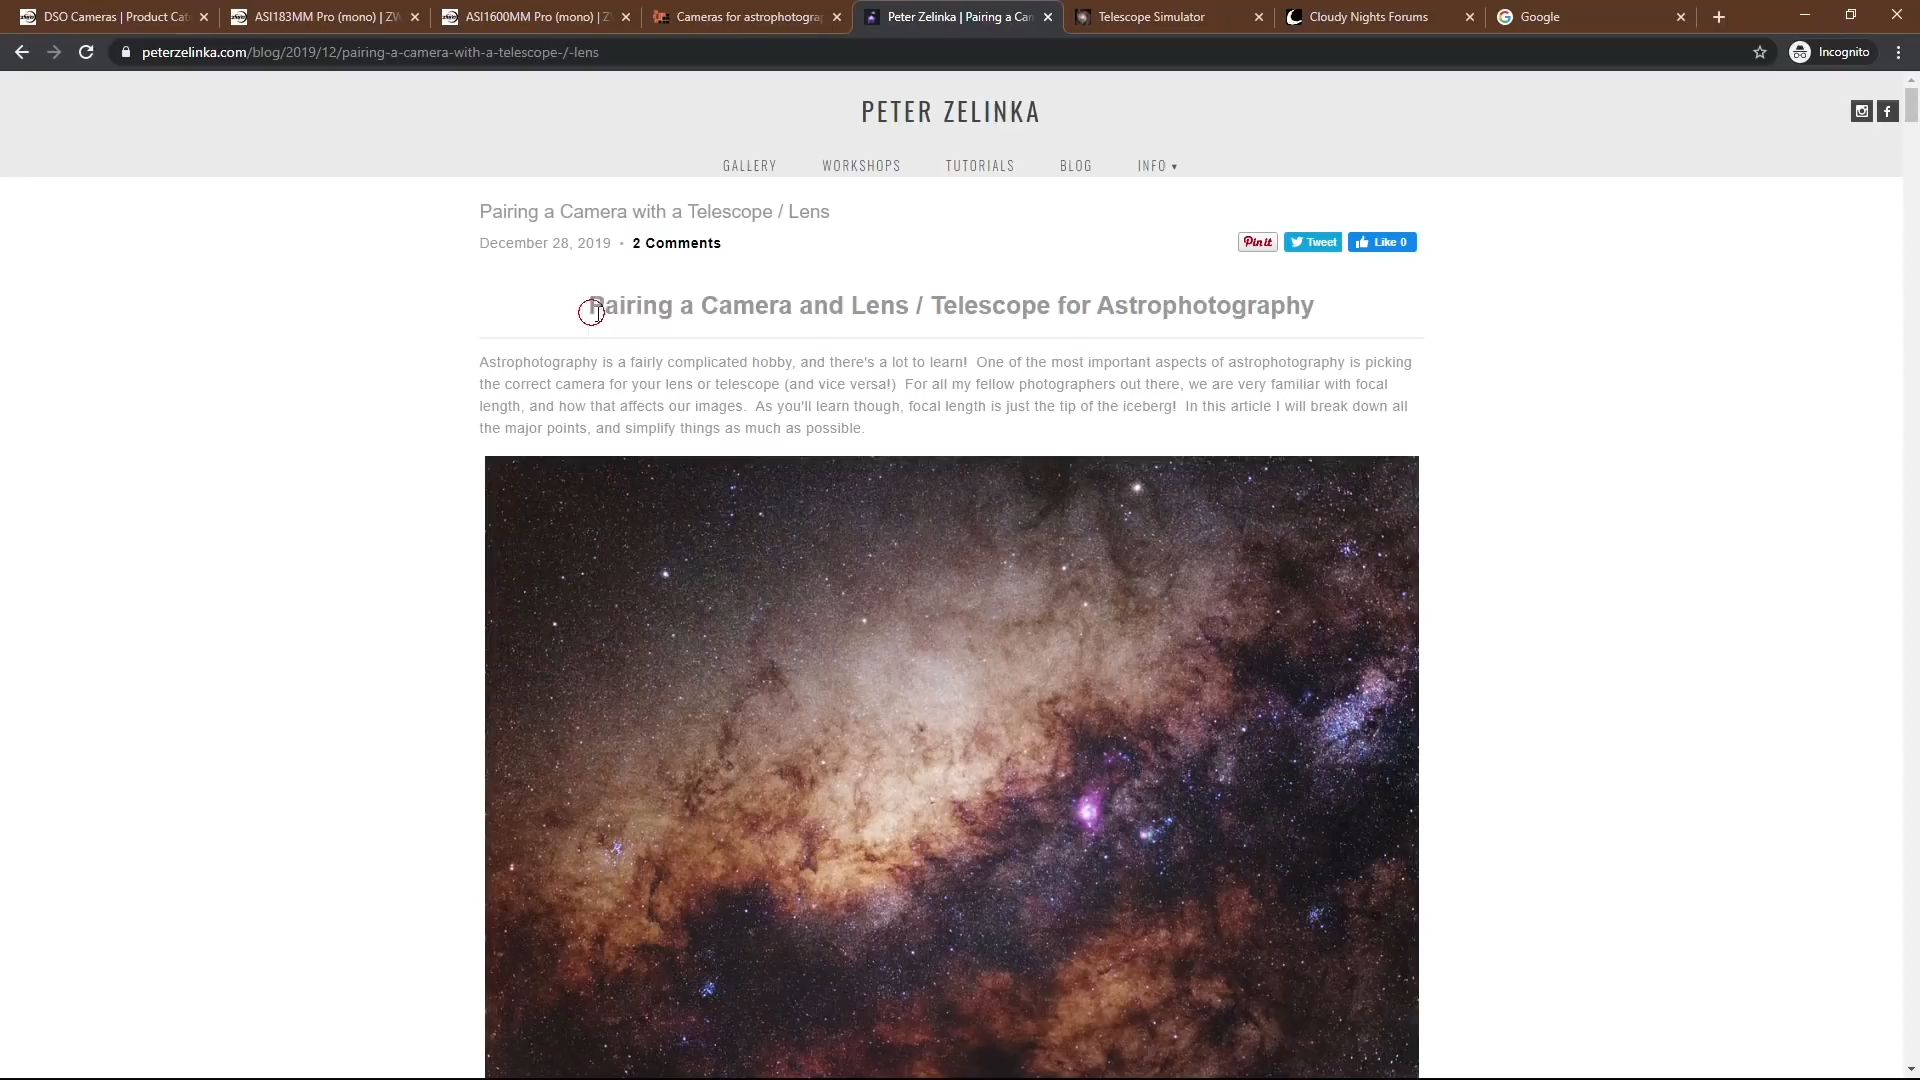 DSO Cameras | Product Cat
ASI183MM Pro (mono) | ZW
ASI1600MM Pro (mono) | Z
Cameras for astrophotograp
Peter Zelinka | Pairing a Cam
Telescope Simulator
Cloudy Nights Forums
Google
peterzelinka.com/blog/2019/12/pairing-a-camera-with-a-telescope-/-lens
Incognito
PETER ZELINKA
GALLERY
WORKSHOPS
TUTORIALS
BLOG
INFO ▾
Pairing a Camera with a Telescope / Lens
December 28, 2019 • 2 Comments
Pin it
Tweet
Like 0
Pairing a Camera and Lens / Telescope for Astrophotography
Astrophotography is a fairly complicated hobby, and there's a lot to learn! One of the most important aspects of astrophotography is picking
the correct camera for your lens or telescope (and vice versa!) For all my fellow photographers out there, we are very familiar with focal
length, and how that affects our images. As you'll learn though, focal length is just the tip of the iceberg! In this article I will break down all
the major points, and simplify things as much as possible.